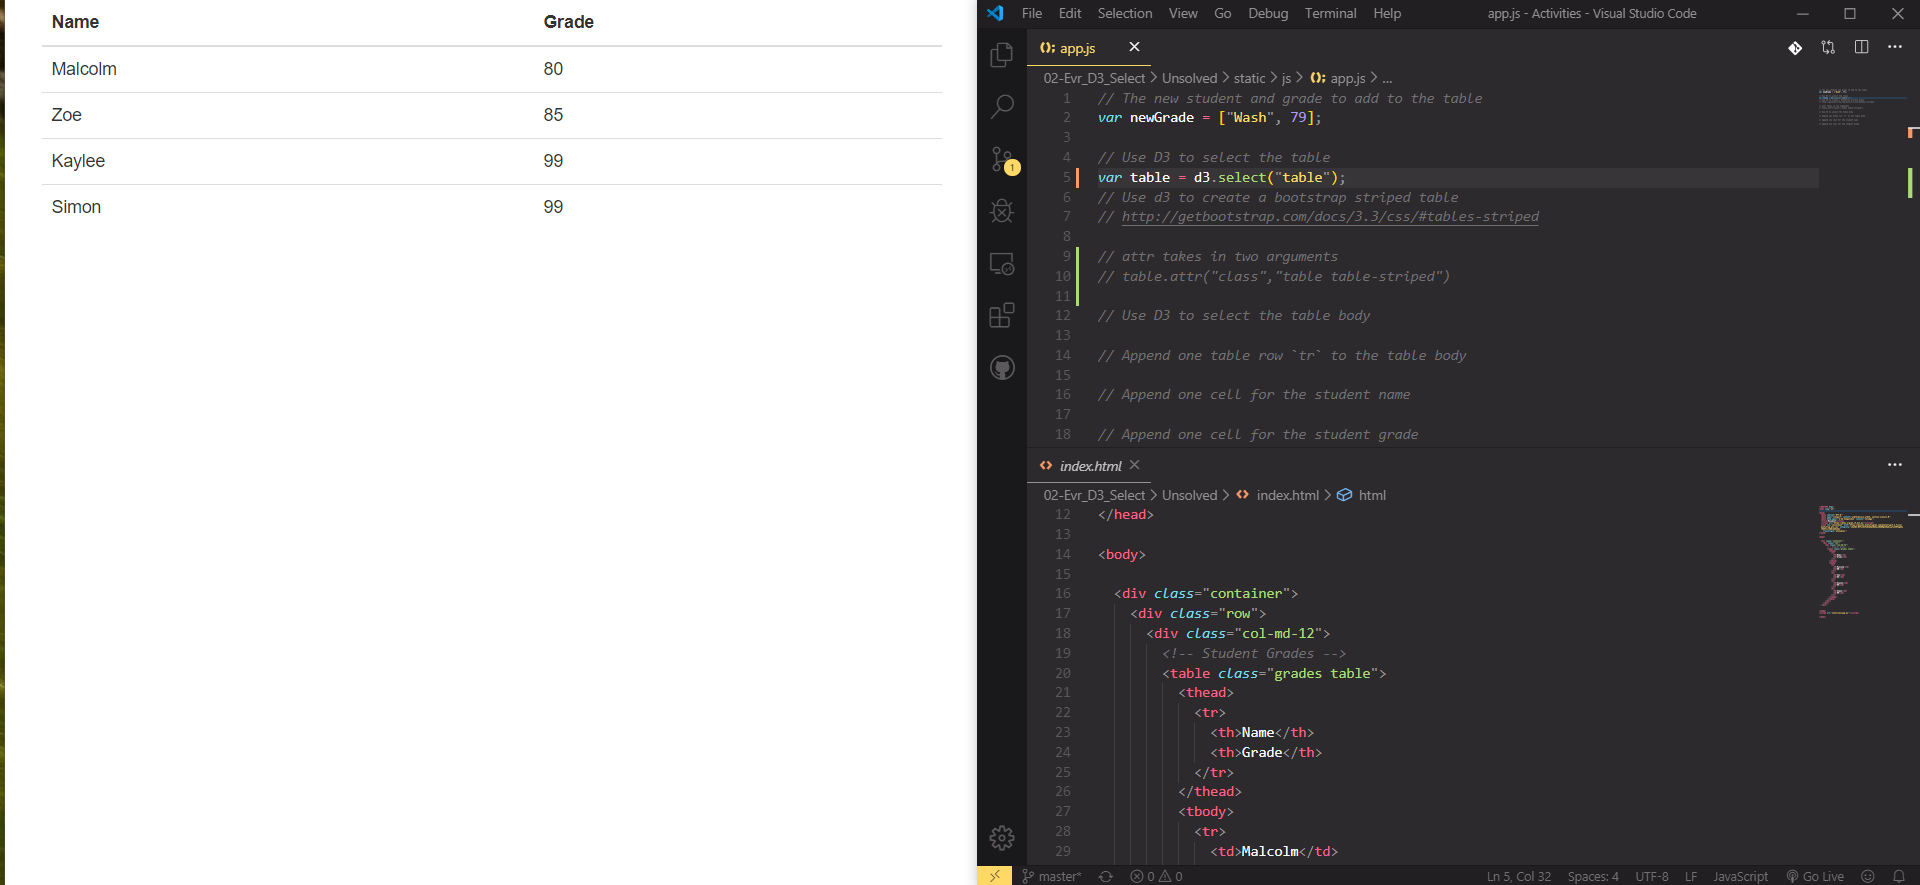 Name Grade
Malcolm 80
Zoe 85
Kaylee 99
Simon 99
File Edit Selection View Go Debug Terminal Help app.js - Activities - Visual Studio Code
app.js
02-Evr_D3_Select > Unsolved > static > js > app.js > ...
1 // The new student and grade to add to the table
2 var newGrade = ["Wash", 79];
3
4 // Use D3 to select the table
5 var table = d3.select("table");
6 // Use d3 to create a bootstrap striped table
7 // http://getbootstrap.com/docs/3.3/css/#tables-striped
8
9 // attr takes in two arguments
10 // table.attr("class","table table-striped")
11
12 // Use D3 to select the table body
13
14 // Append one table row `tr` to the table body
15
16 // Append one cell for the student name
17
18 // Append one cell for the student grade
1
index.html
02-Evr_D3_Select > Unsolved > index.html > html
12 </head>
13
14 <body>
15
16 <div class="container">
17 <div class="row">
18 <div class="col-md-12">
19 <!-- Student Grades -->
20 <table class="grades table">
21 <thead>
22 <tr>
23 <th>Name</th>
24 <th>Grade</th>
25 </tr>
26 </thead>
27 <tbody>
28 <tr>
29 <td>Malcolm</td>
master* 0 0 Ln 5, Col 32 Spaces: 4 UTF-8 LF JavaScript Go Live